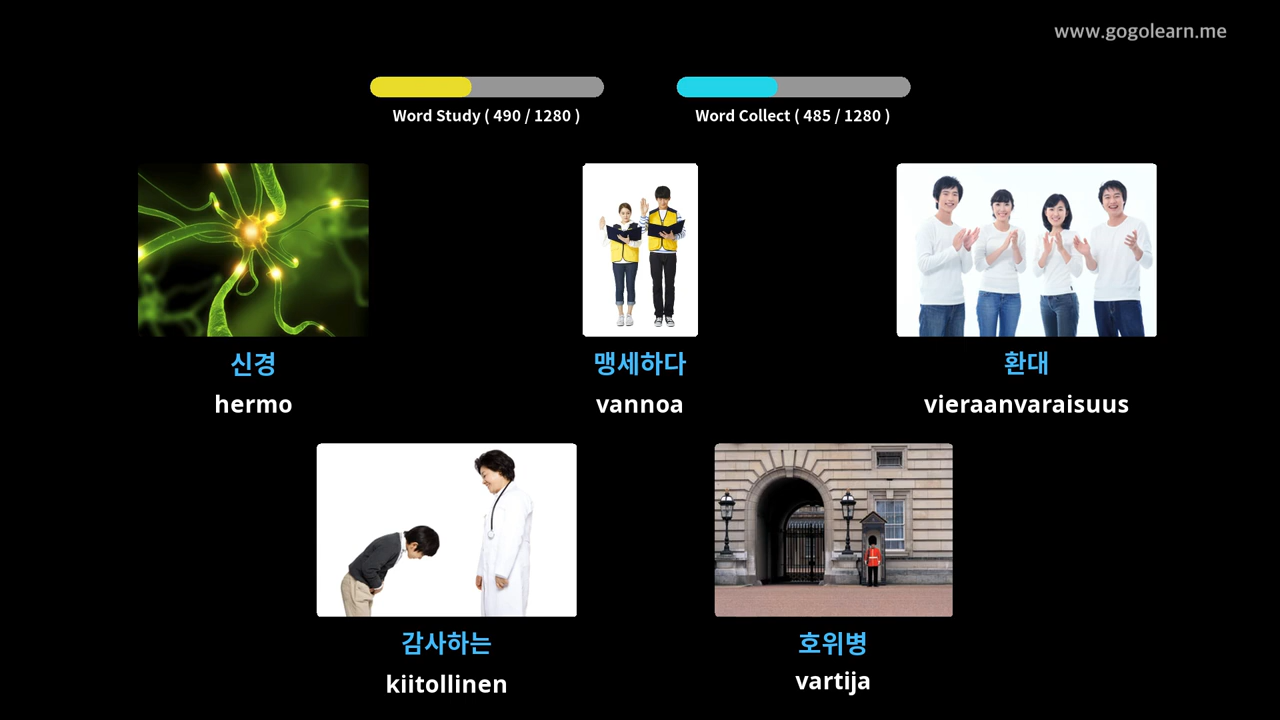 www.gogolearn.me
Word Study ( 490 / 1280 )
Word Collect ( 485 / 1280 )
신경
hermo
맹세하다
vannoa
환대
vieraanvaraisuus
감사하는
kiitollinen
호위병
vartija